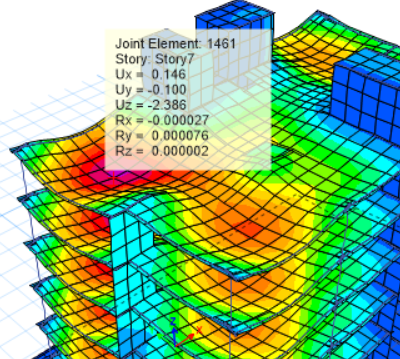 Joint Element: 1461
Story: Story7
Ux = 0.146
Uy = -0.100
Uz = -2.386
Rx = -0.000027
Ry = 0.000076
Rz = 0.000002
Z
X